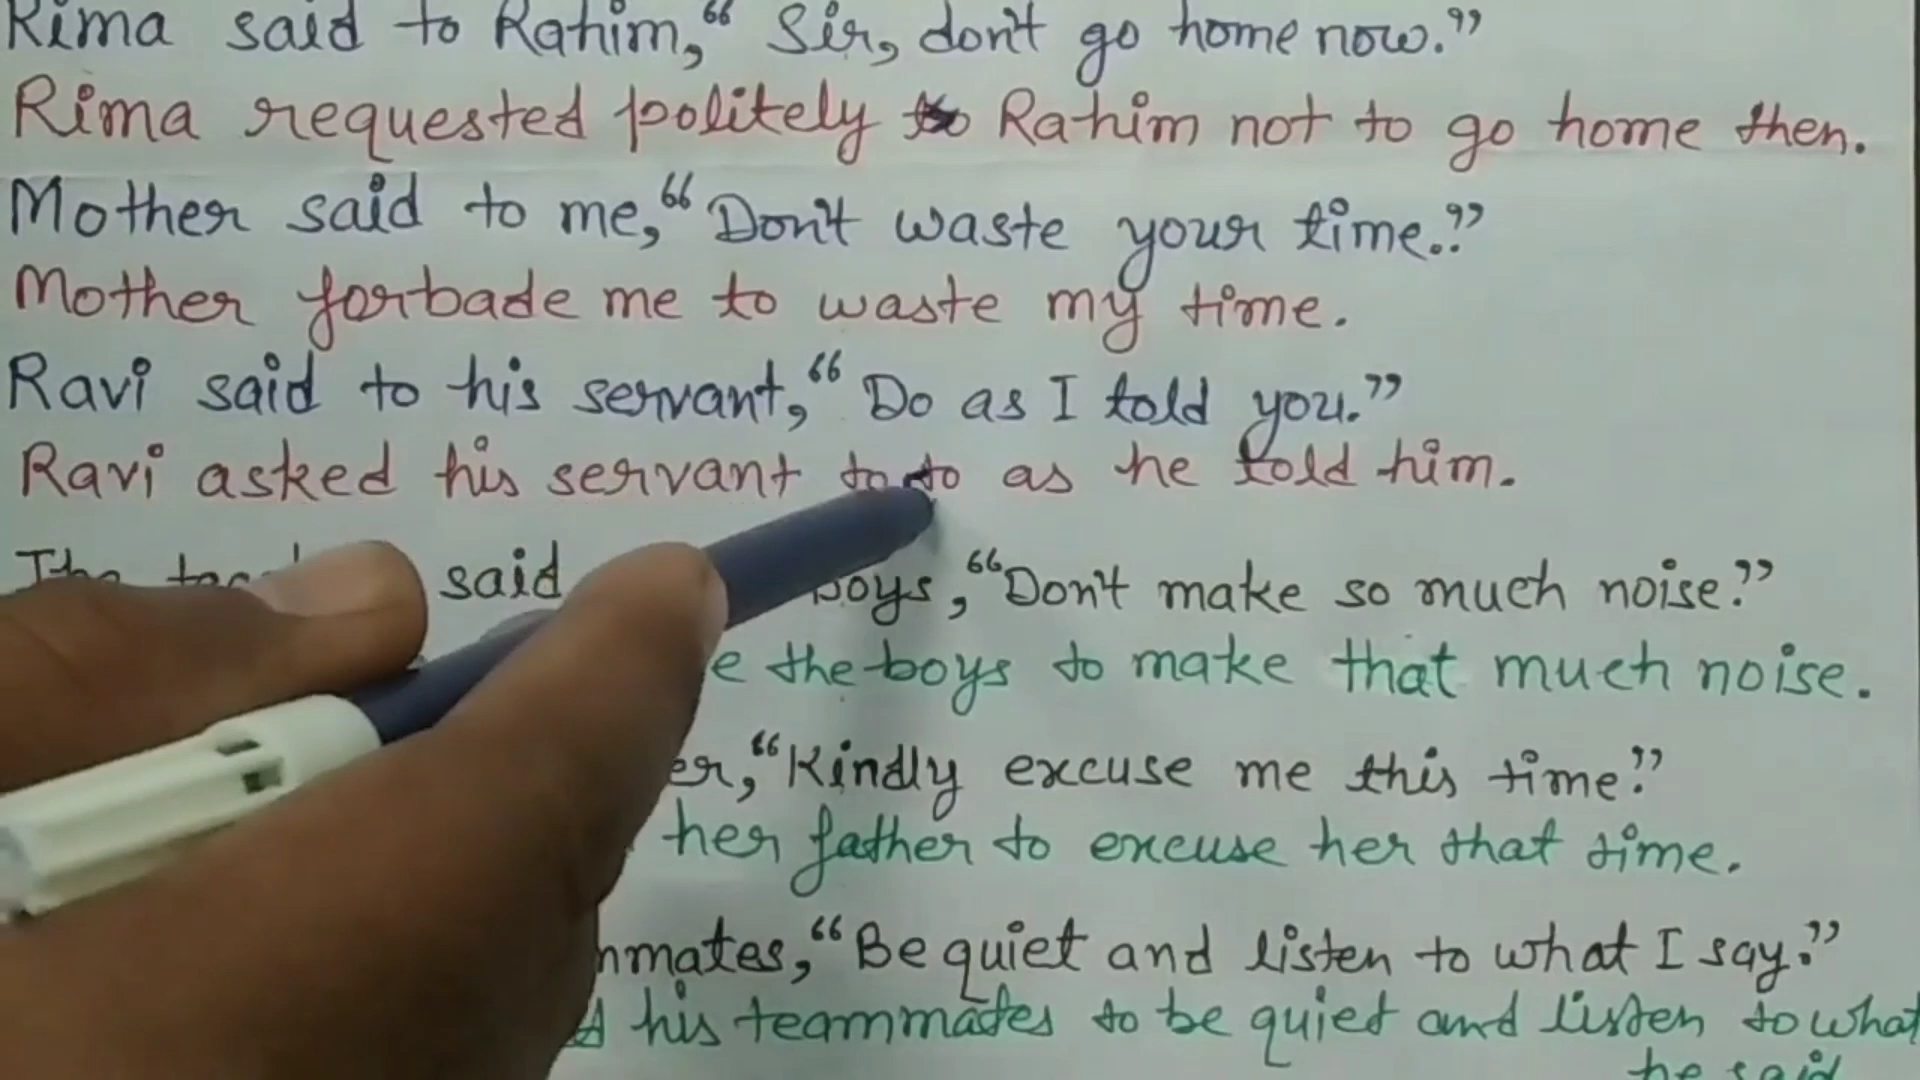 Rima said to Rahim, “Sir, don't go home now.”
Rima requested politely Rahim not to go home then.
Mother said to me, “Don't waste your time.”
Mother forbade me to waste my time.
Ravi said to his servant, “Do as I told you.”
Ravi asked his servant to to as he told him.
The said boys, “Don't make so much noise.”
the boys to make that much noise.
“Kindly excuse me this time.”
her father to excuse her that time.
“Be quiet and listen to what I say.”
his teammates to be quiet and listen to what
he said